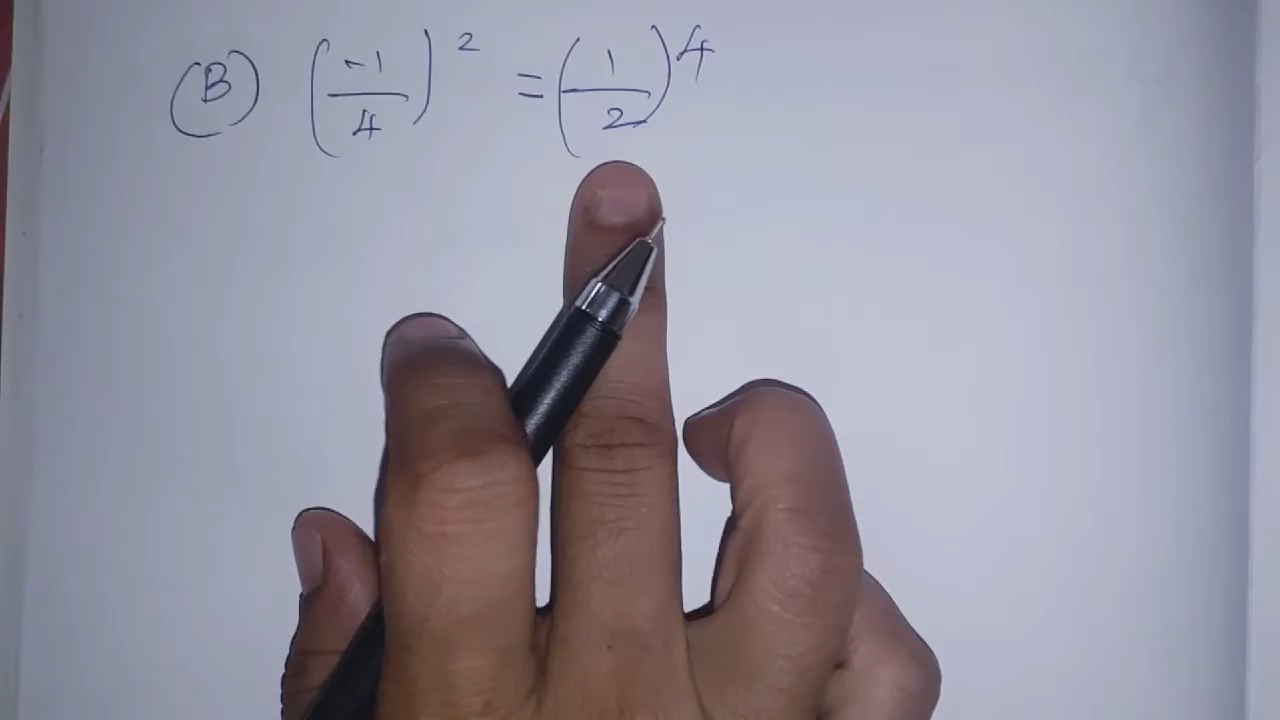 (B) (-1/4)² = (1/2)⁴